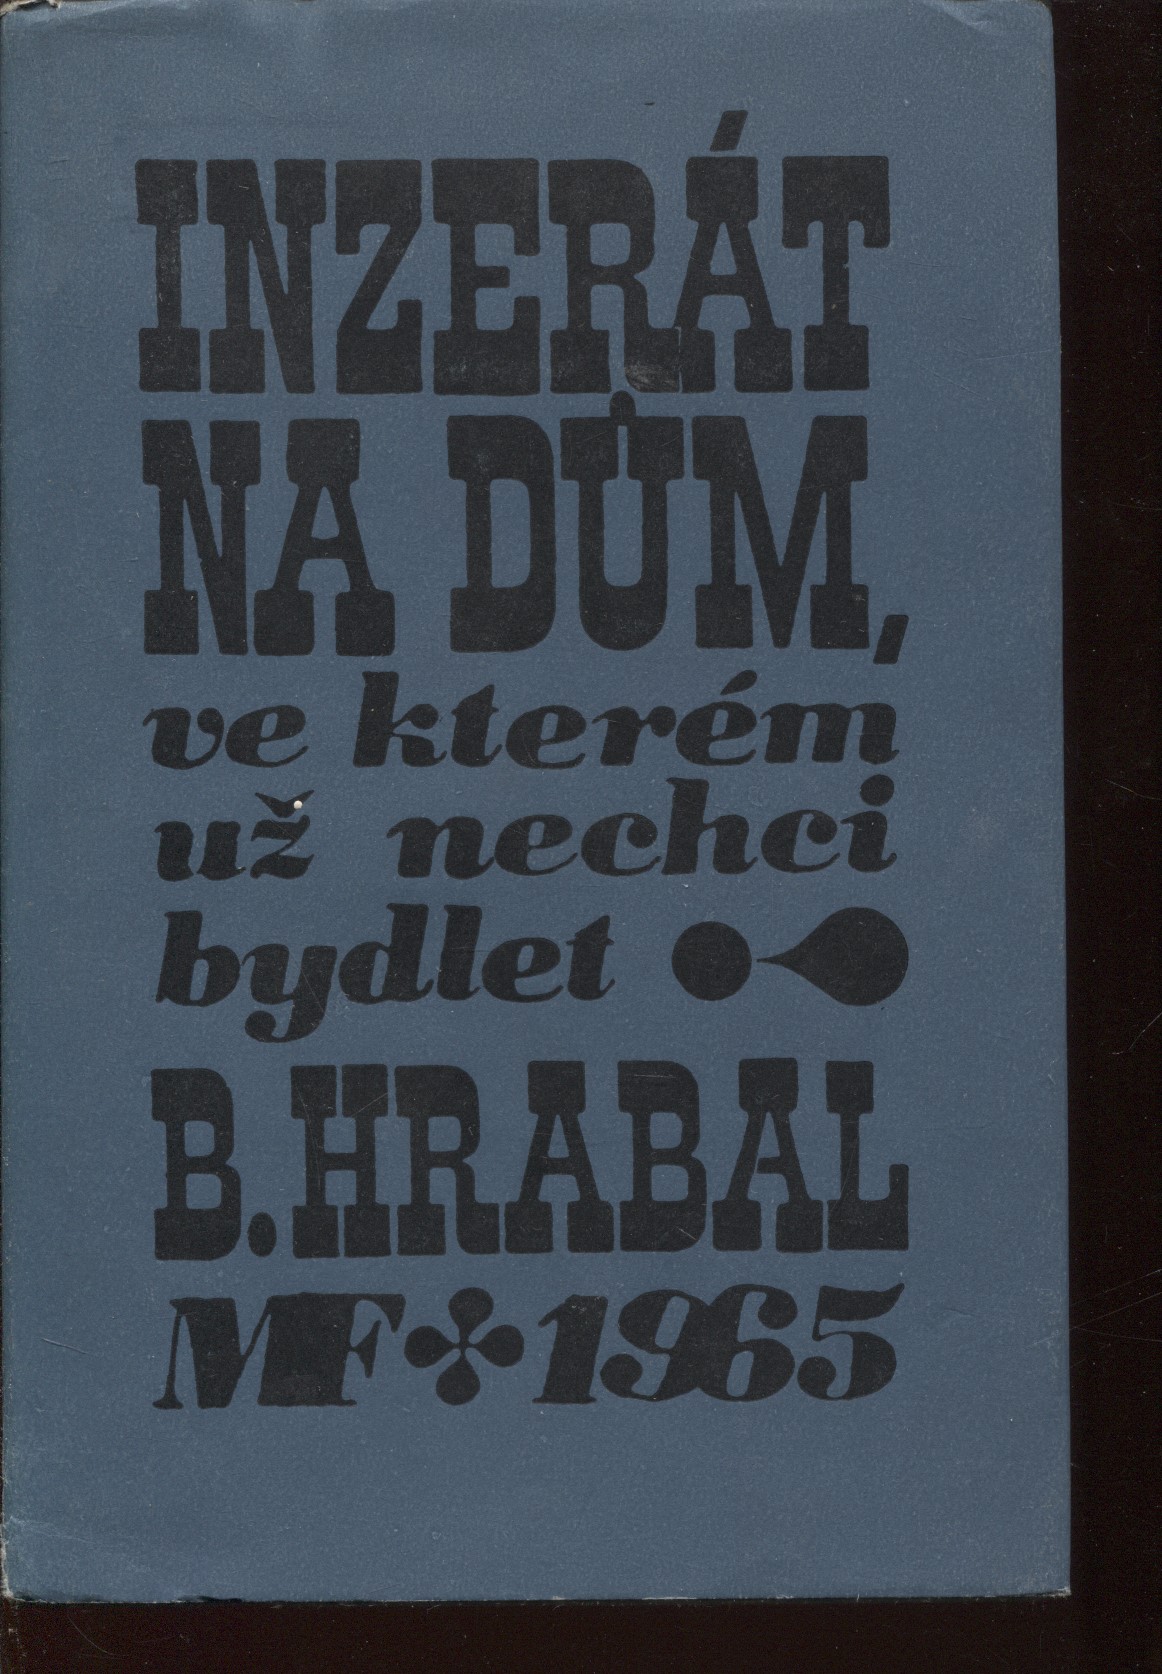 INZERÁT
NA DŮM,
ve kterém
už nechci
bydlet
B. HRABAL
MF 1965